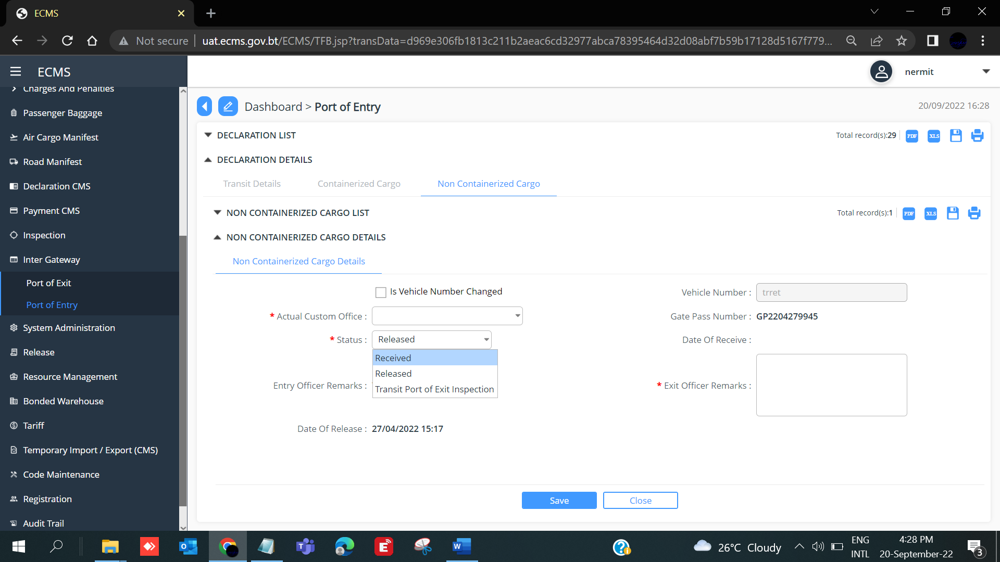 ECMS
Not secure
uat.ecms.gov.bt/ECMS/TFB.jsp?transData=d969e306fb1813c211b2aeac6cd32977abca78395464d32d08abf7b59b17128d5167f779...
ECMS
nermit
Charges And Penalties
Passenger Baggage
Air Cargo Manifest
Road Manifest
Declaration CMS
Payment CMS
Inspection
Inter Gateway
Port of Exit
Port of Entry
System Administration
Release
Resource Management
Bonded Warehouse
Tariff
Temporary Import / Export (CMS)
Code Maintenance
Registration
Audit Trail
Dashboard > Port of Entry
20/09/2022 16:28
DECLARATION LIST
Total record(s):29
PDF
XLS
DECLARATION DETAILS
Transit Details
Containerized Cargo
Non Containerized Cargo
NON CONTAINERIZED CARGO LIST
Total record(s):1
PDF
XLS
NON CONTAINERIZED CARGO DETAILS
Non Containerized Cargo Details
Is Vehicle Number Changed
Vehicle Number :
trret
* Actual Custom Office :
Gate Pass Number : GP2204279945
* Status :
Released
Date Of Receive :
Received
Released
Transit Port of Exit Inspection
Entry Officer Remarks :
* Exit Officer Remarks :
Date Of Release : 27/04/2022 15:17
Save
Close
26°C Cloudy
ENG
INTL
4:28 PM
20-September-22
3